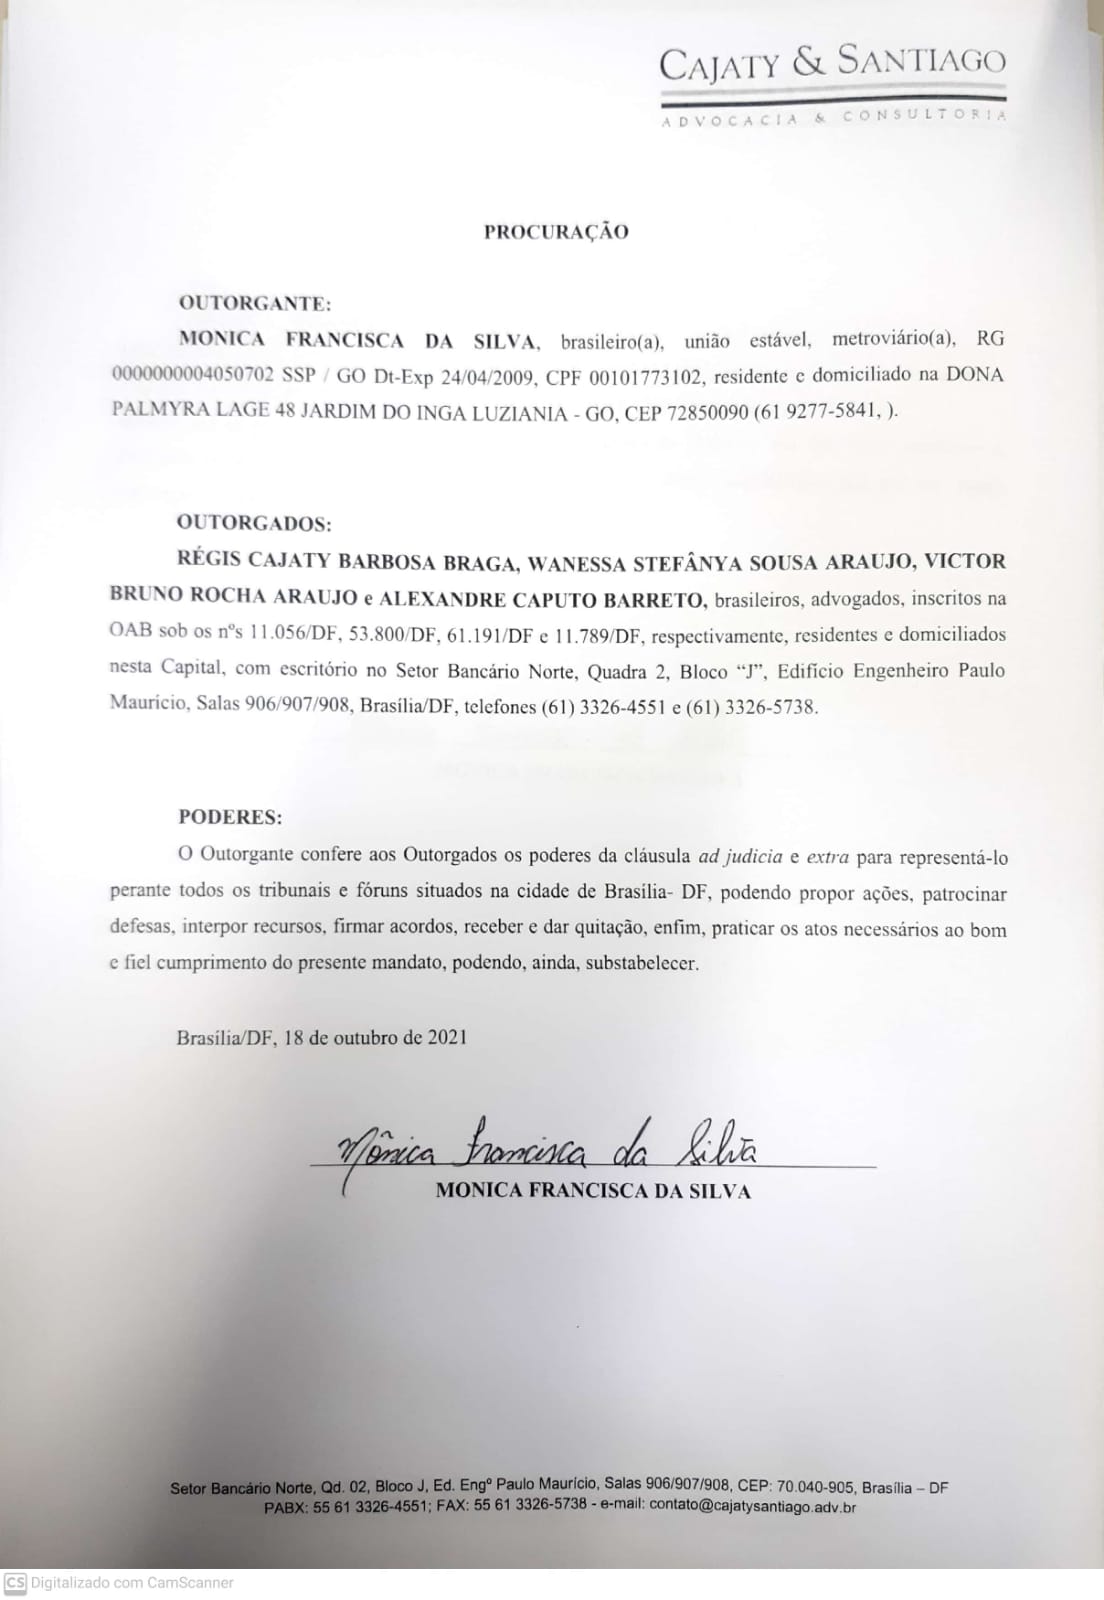 CAJATY & SANTIAGO
ADVOCACIA & CONSULTORIA
PROCURAÇÃO
OUTORGANTE:
MONICA FRANCISCA DA SILVA, brasileiro(a), união estável, metroviário(a), RG
0000000004050702 SSP / GO Dt-Exp 24/04/2009, CPF 00101773102, residente e domiciliado na DONA
PALMYRA LAGE 48 JARDIM DO INGA LUZIANIA - GO, CEP 72850090 (61 9277-5841, ).
OUTORGADOS:
RÉGIS CAJATY BARBOSA BRAGA, WANESSA STEFÂNYA SOUSA ARAUJO, VICTOR
BRUNO ROCHA ARAUJO e ALEXANDRE CAPUTO BARRETO, brasileiros, advogados, inscritos na
OAB sob os nºs 11.056/DF, 53.800/DF, 61.191/DF e 11.789/DF, respectivamente, residentes e domiciliados
nesta Capital, com escritório no Setor Bancário Norte, Quadra 2, Bloco “J”, Edifício Engenheiro Paulo
Maurício, Salas 906/907/908, Brasília/DF, telefones (61) 3326-4551 e (61) 3326-5738.
PODERES:
O Outorgante confere aos Outorgados os poderes da cláusula ad judicia e extra para representá-lo
perante todos os tribunais e fóruns situados na cidade de Brasília- DF, podendo propor ações, patrocinar
defesas, interpor recursos, firmar acordos, receber e dar quitação, enfim, praticar os atos necessários ao bom
e fiel cumprimento do presente mandato, podendo, ainda, substabelecer.
Brasília/DF, 18 de outubro de 2021
Mônica Francisca da Silva
MONICA FRANCISCA DA SILVA
Setor Bancário Norte, Qd. 02, Bloco J, Ed. Engº Paulo Maurício, Salas 906/907/908, CEP: 70.040-905, Brasília – DF
PABX: 55 61 3326-4551; FAX: 55 61 3326-5738 - e-mail: contato@cajatysantiago.adv.br
CS Digitalizado com CamScanner